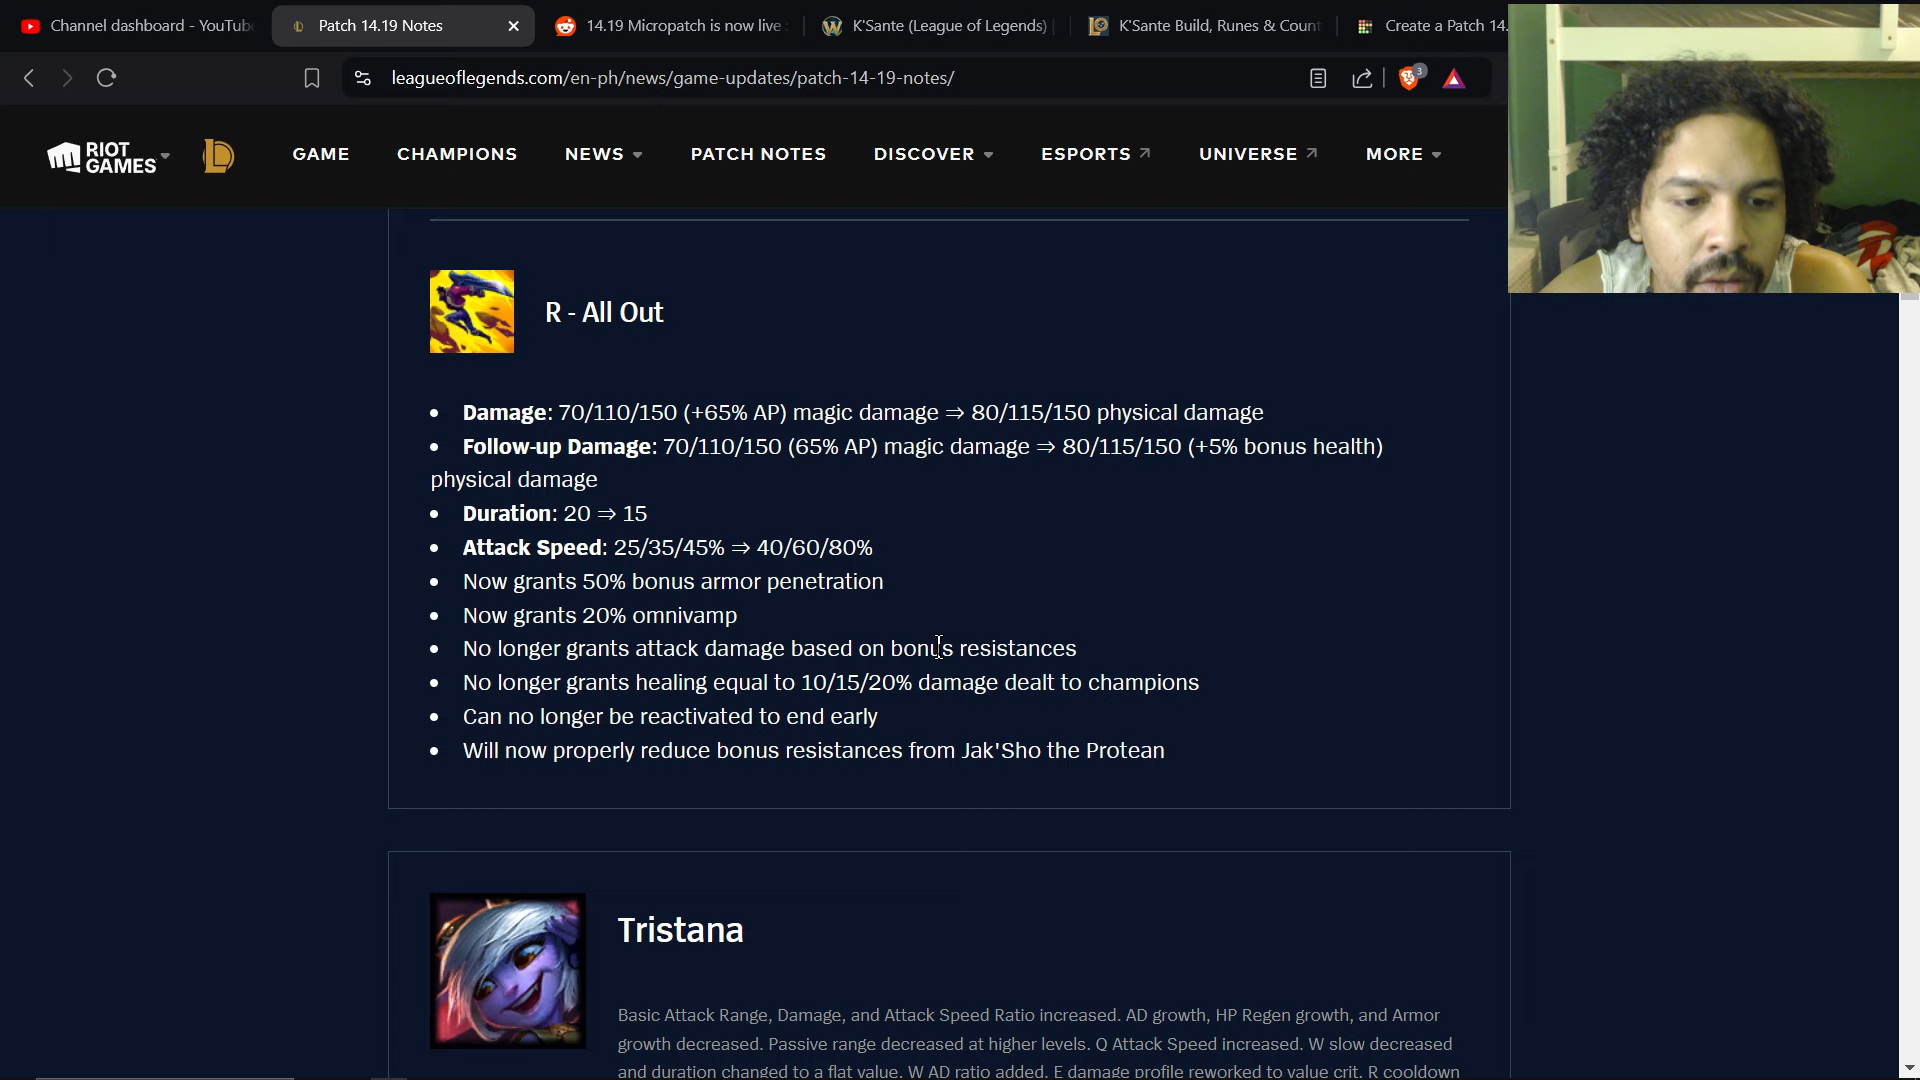 Channel dashboard - YouTub
Patch 14.19 Notes
14.19 Micropatch is now live
K'Sante (League of Legends)
K'Sante Build, Runes & Count
Create a Patch 14.
leagueoflegends.com/en-ph/news/game-updates/patch-14-19-notes/
3
RIOT GAMES
GAME
CHAMPIONS
NEWS
PATCH NOTES
DISCOVER
ESPORTS
UNIVERSE
MORE
R - All Out
• Damage: 70/110/150 (+65% AP) magic damage ⇒ 80/115/150 physical damage
• Follow-up Damage: 70/110/150 (65% AP) magic damage ⇒ 80/115/150 (+5% bonus health)
physical damage
• Duration: 20 ⇒ 15
• Attack Speed: 25/35/45% ⇒ 40/60/80%
• Now grants 50% bonus armor penetration
• Now grants 20% omnivamp
• No longer grants attack damage based on bonus resistances
• No longer grants healing equal to 10/15/20% damage dealt to champions
• Can no longer be reactivated to end early
• Will now properly reduce bonus resistances from Jak'Sho the Protean
Tristana
Basic Attack Range, Damage, and Attack Speed Ratio increased. AD growth, HP Regen growth, and Armor
growth decreased. Passive range decreased at higher levels. Q Attack Speed increased. W slow decreased
and duration changed to a flat value. W AD ratio added. E damage profile reworked to value crit. R cooldown